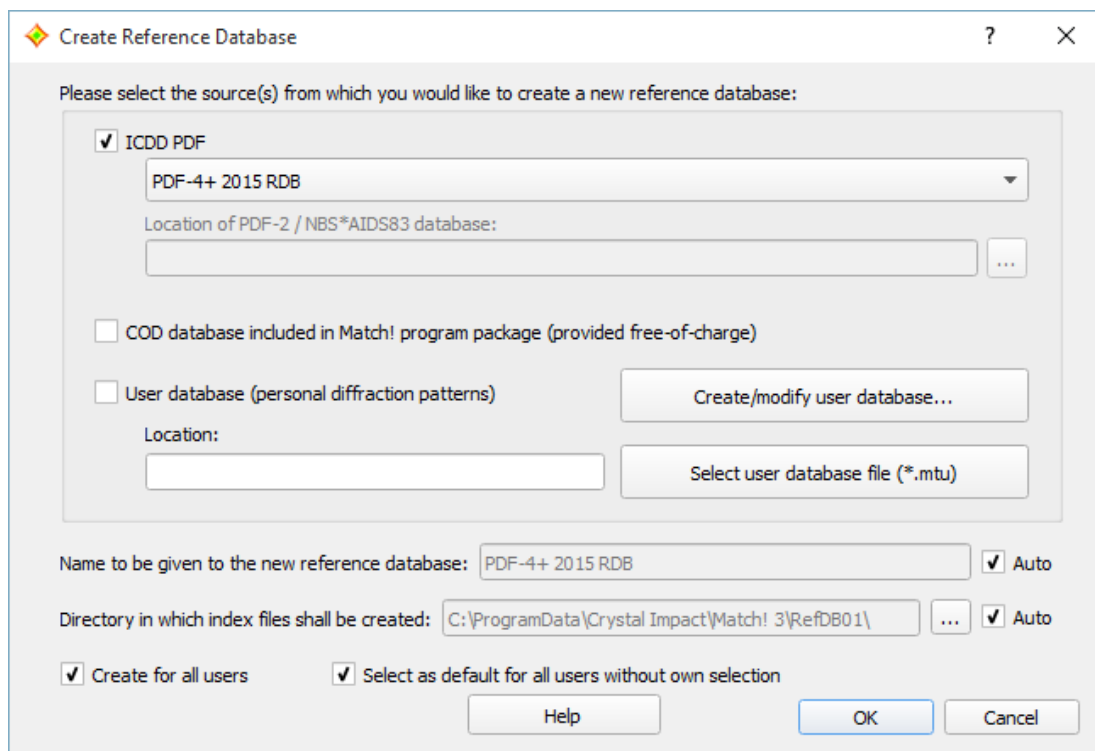 Create Reference Database
?
Please select the source(s) from which you would like to create a new reference database:
ICDD PDF
PDF-4+ 2015 RDB
Location of PDF-2 / NBS*AIDS83 database:
...
COD database included in Match! program package (provided free-of-charge)
User database (personal diffraction patterns)
Create/modify user database...
Location:
Select user database file (*.mtu)
Name to be given to the new reference database: PDF-4+ 2015 RDB Auto
Directory in which index files shall be created: C:\ProgramData\Crystal Impact\Match! 3\RefDB01\ ... Auto
Create for all users Select as default for all users without own selection
Help OK Cancel